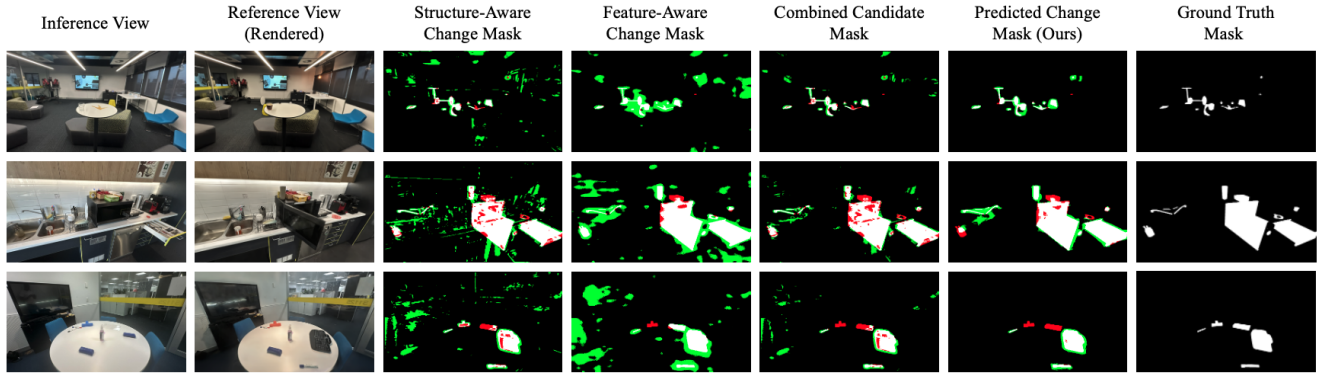 Inference View
Reference View
(Rendered)
Structure-Aware
Change Mask
Feature-Aware
Change Mask
Combined Candidate
Mask
Predicted Change
Mask (Ours)
Ground Truth
Mask